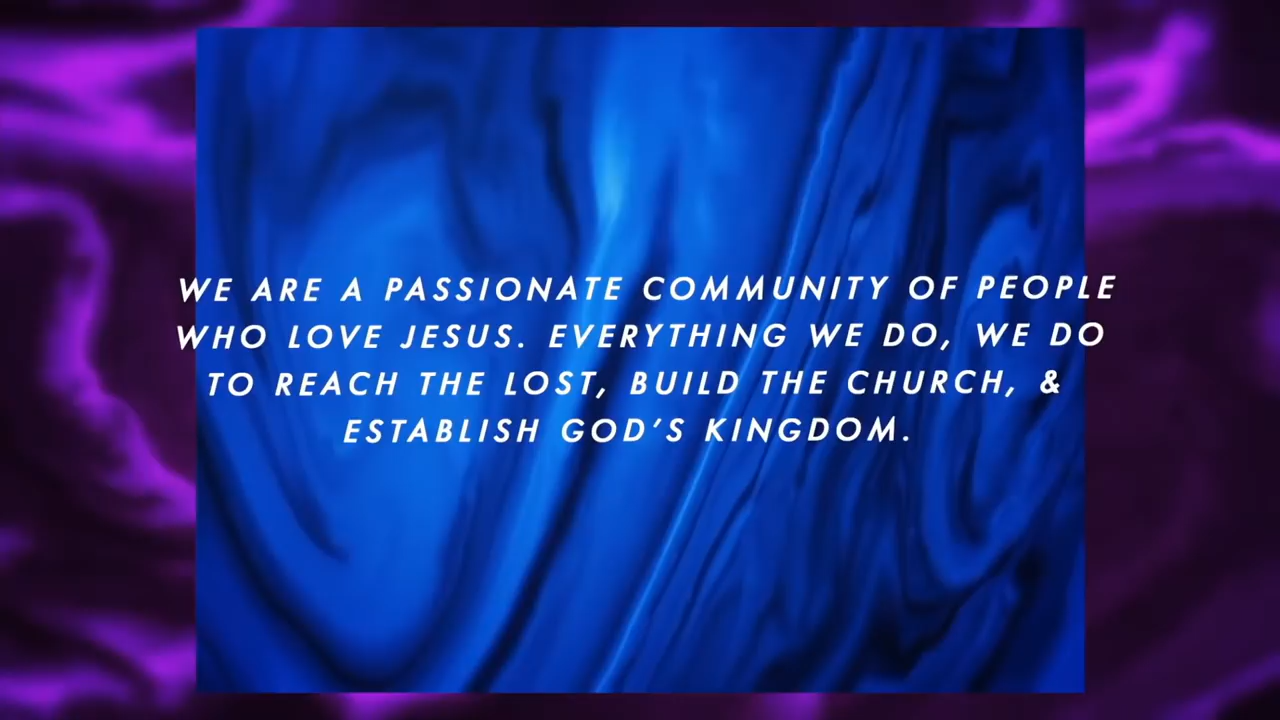 WE ARE A PASSIONATE COMMUNITY OF PEOPLE
WHO LOVE JESUS. EVERYTHING WE DO, WE DO
TO REACH THE LOST, BUILD THE CHURCH, &
ESTABLISH GOD’S KINGDOM.